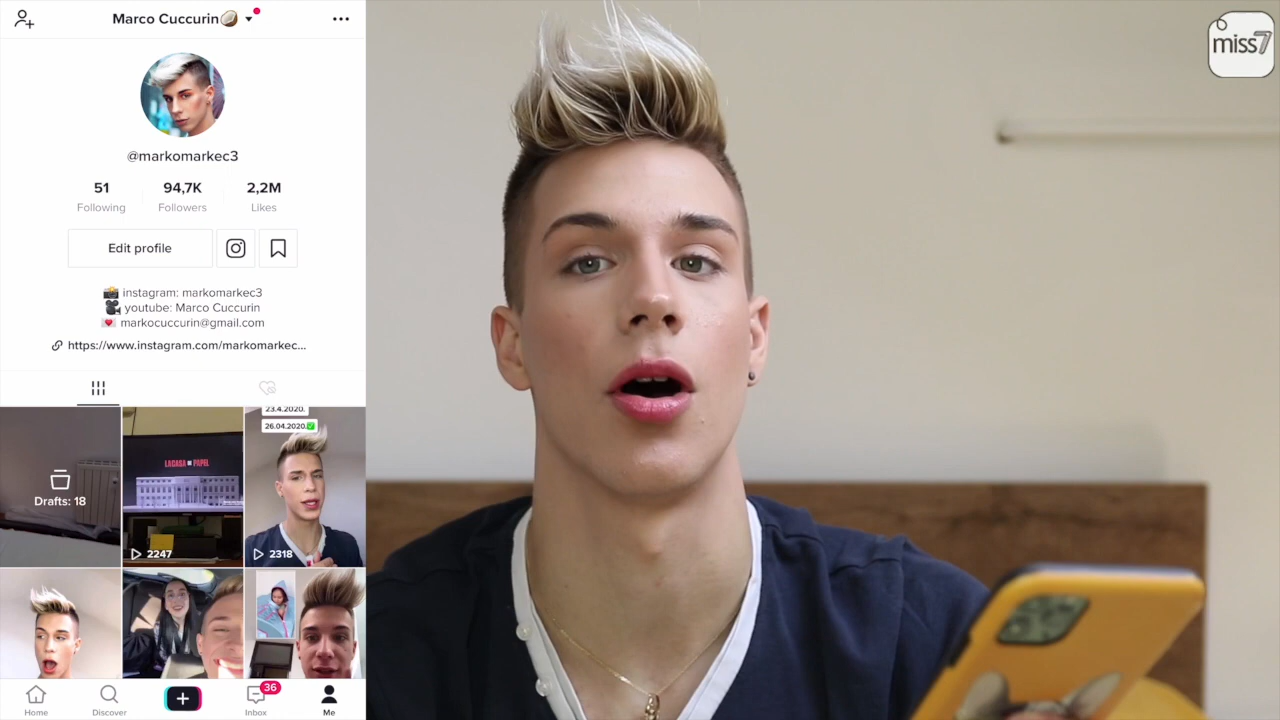 Marco Cuccurin🥥
@markomarkec3
51 94,7K 2,2M
Following Followers Likes
Edit profile
📸 instagram: markomarkec3
🎥 youtube: Marco Cuccurin
💌 markocuccurin@gmail.com
https://www.instagram.com/markomarkec...
23.4.2020.
26.04.2020.✅
LA CASA DE PAPEL
Drafts: 18
2247
2318
36
Home
Discover
Inbox
Me
miss7